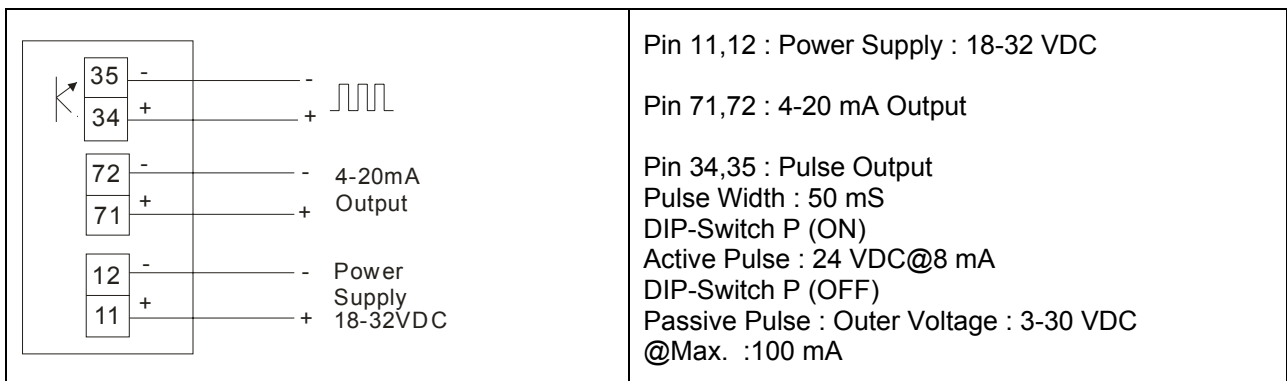 35 - -
34 + +
72 - - 4-20mA
71 + + Output
12 - - Power
Supply
11 + + 18-32VDC
Pin 11,12 : Power Supply : 18-32 VDC
Pin 71,72 : 4-20 mA Output
Pin 34,35 : Pulse Output
Pulse Width : 50 mS
DIP-Switch P (ON)
Active Pulse : 24 VDC@8 mA
DIP-Switch P (OFF)
Passive Pulse : Outer Voltage : 3-30 VDC
@Max. :100 mA